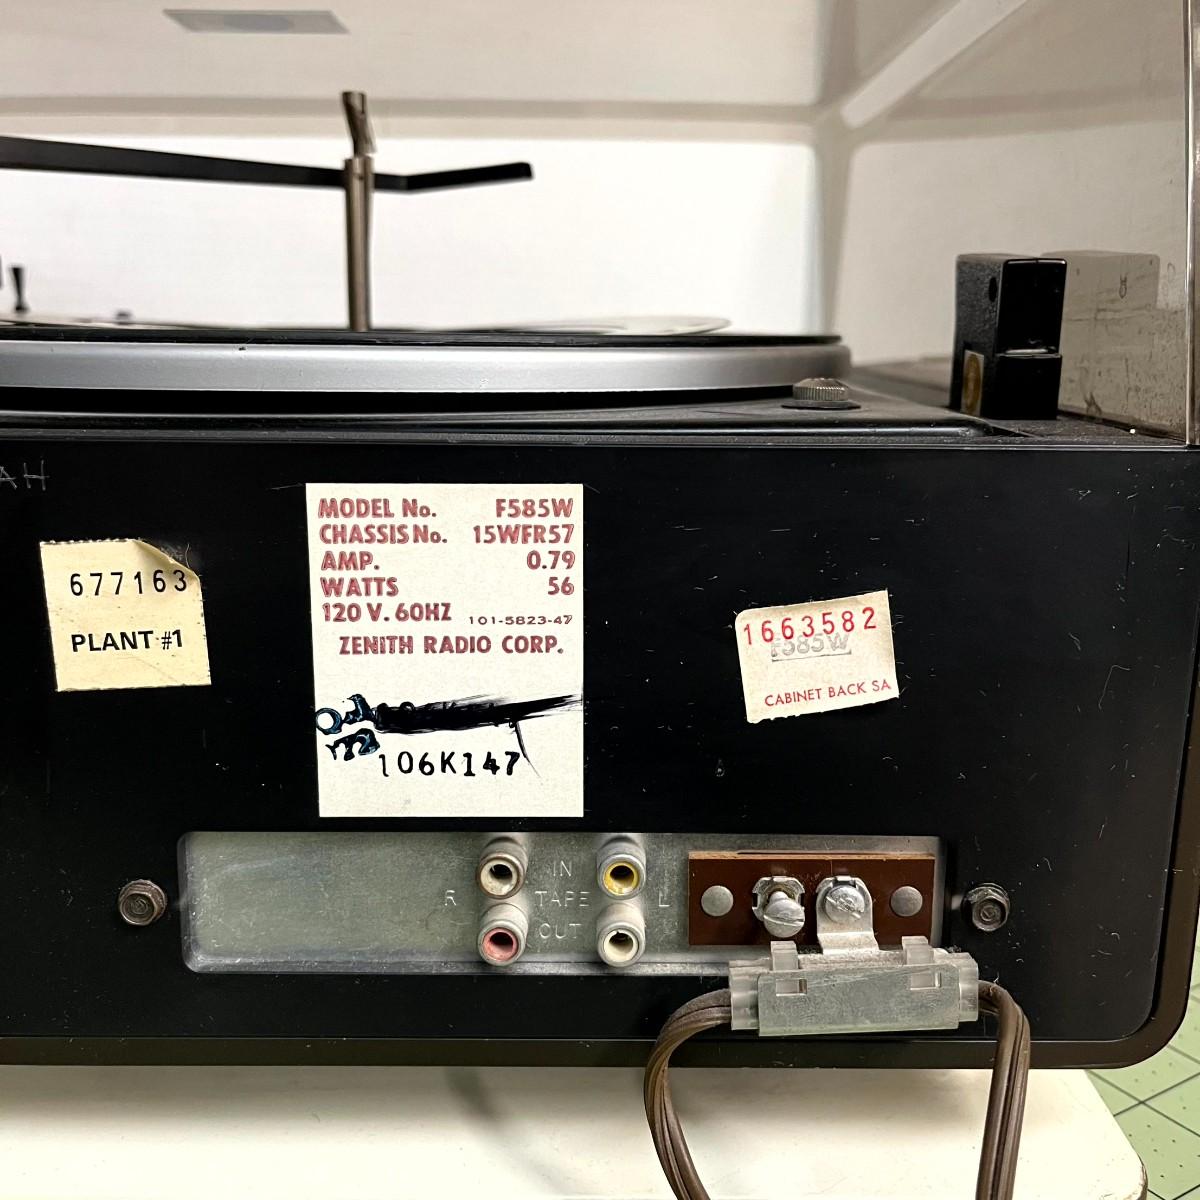 AH
677163
PLANT #1
MODEL No. F585W
CHASSIS No. 15WFR57
AMP. 0.79
WATTS 56
120 V. 60HZ 101-5823-47
ZENITH RADIO CORP.
106K147
1663582
F585W
CABINET BACK SA
IN
R TAPE L
OUT